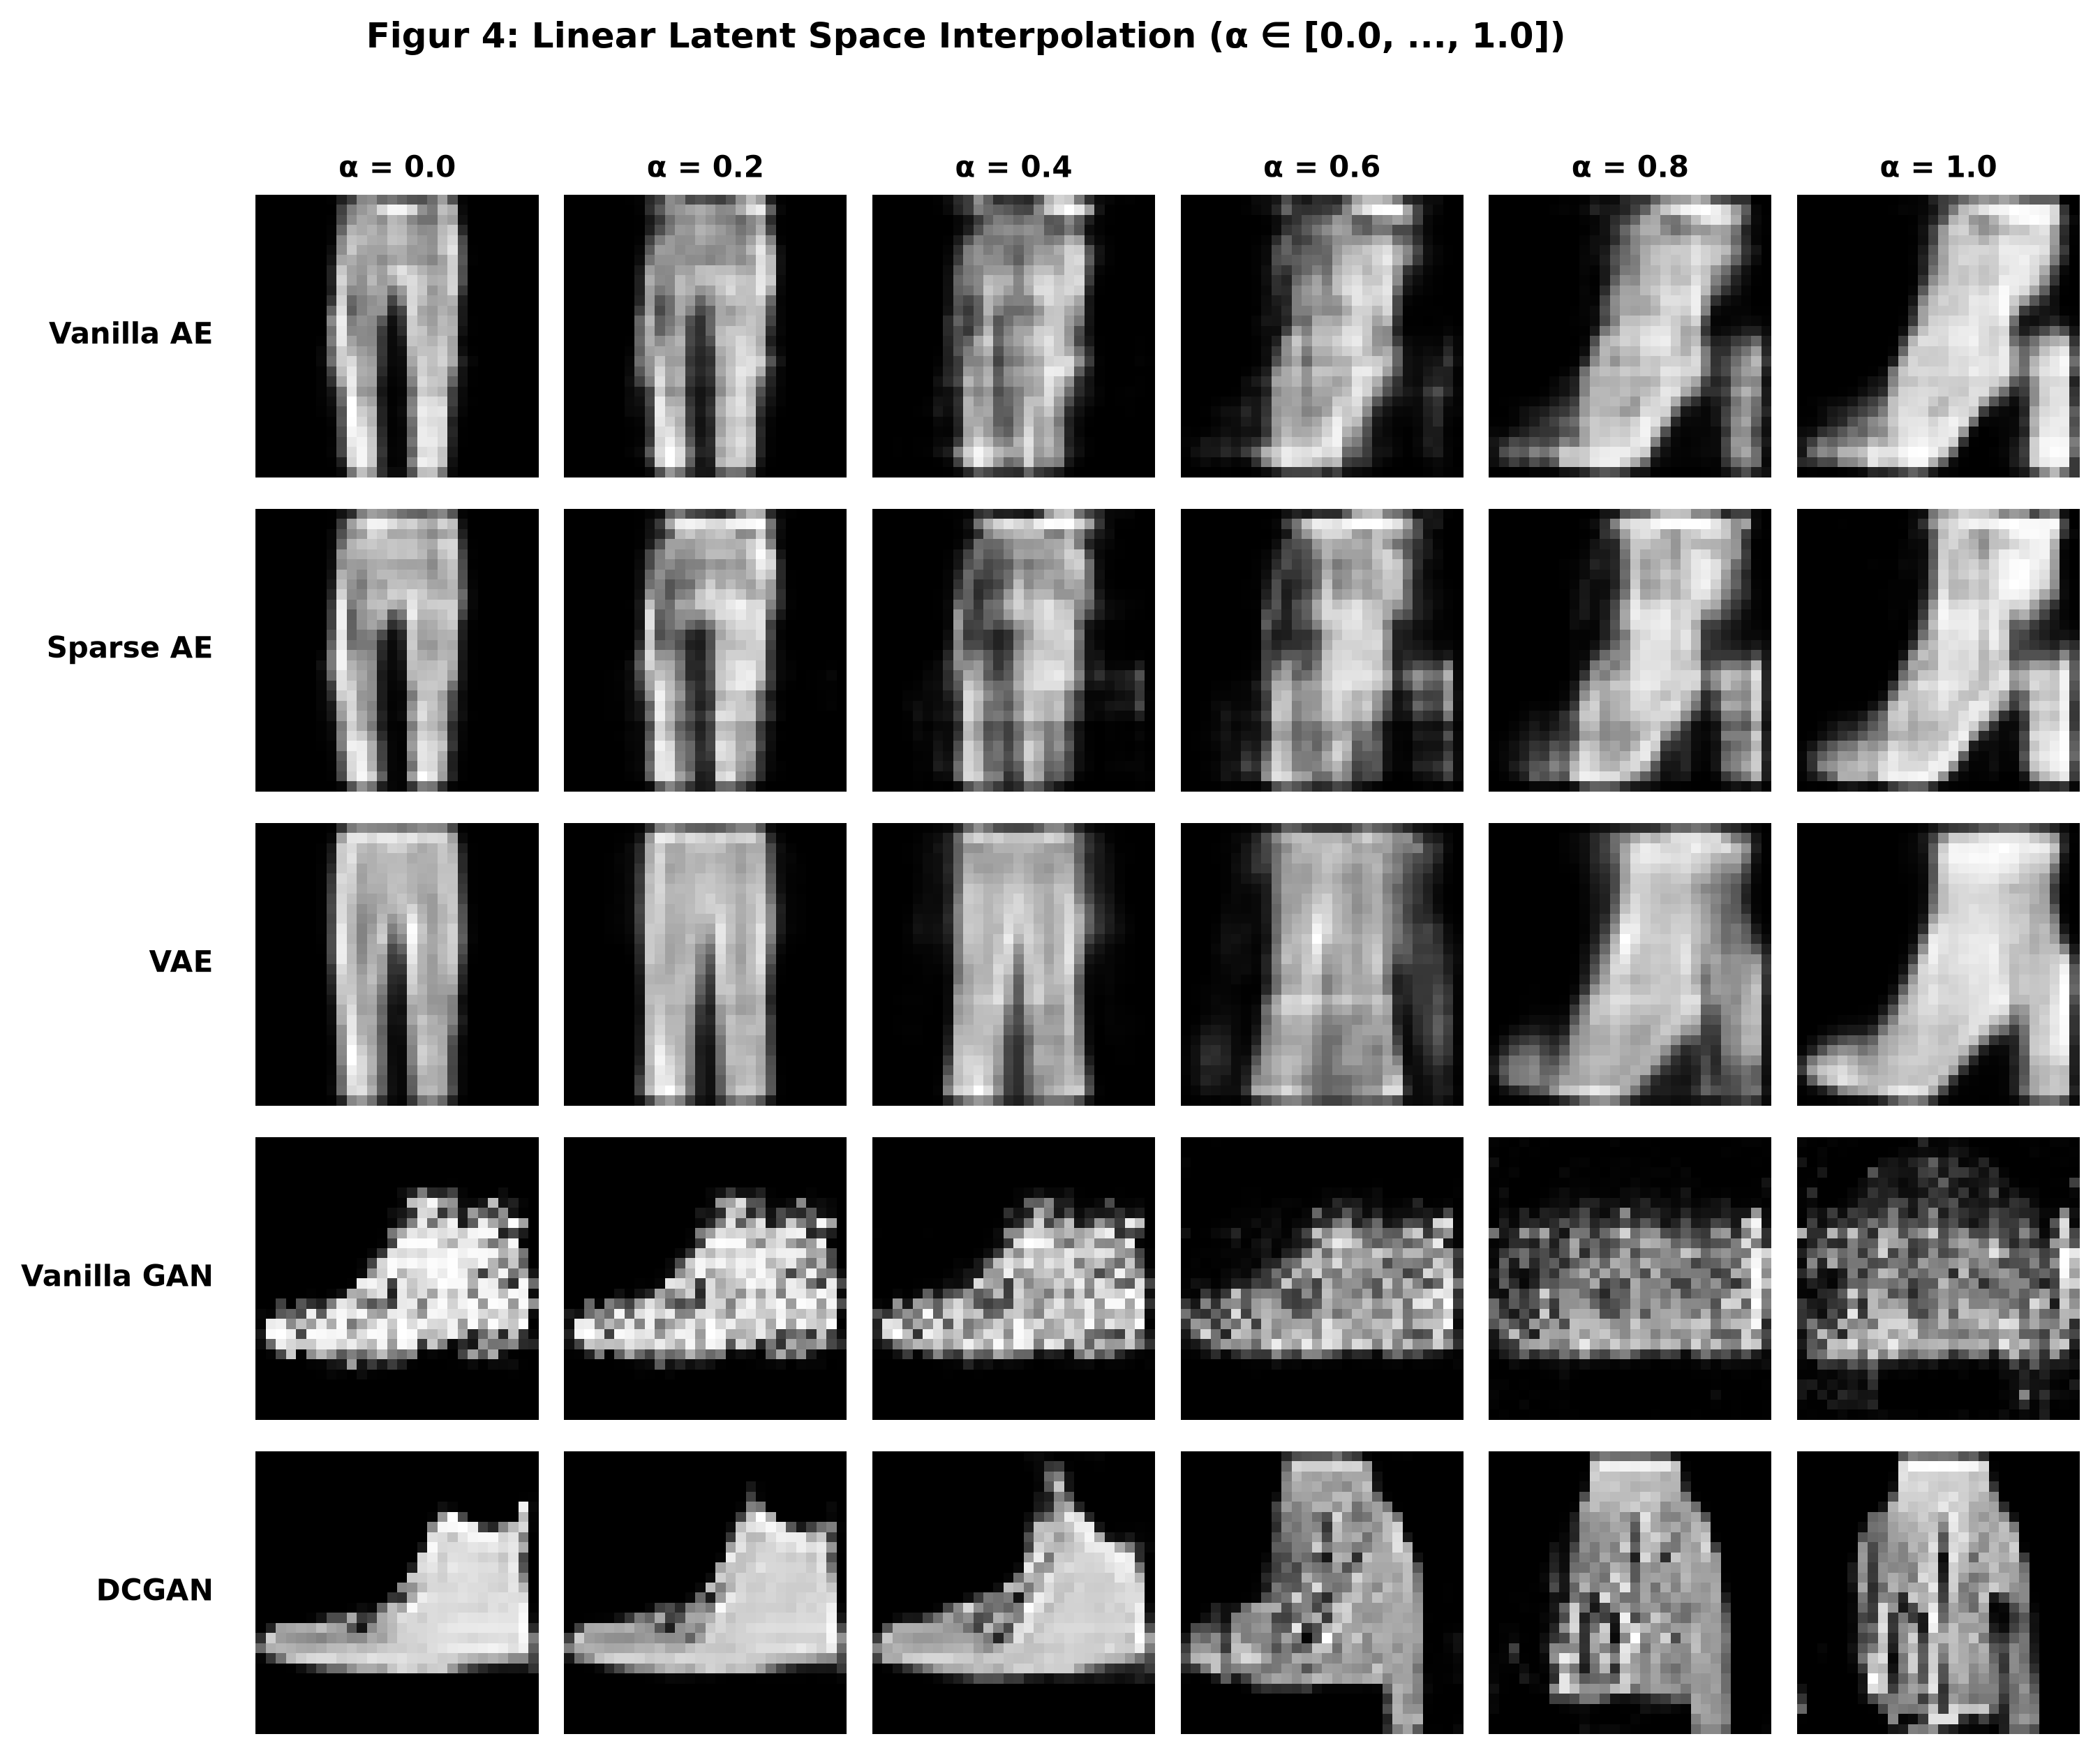 Figur 4: Linear Latent Space Interpolation (α ∈ [0.0, ..., 1.0])
α = 0.0 α = 0.2 α = 0.4 α = 0.6 α = 0.8 α = 1.0
Vanilla AE
Sparse AE
VAE
Vanilla GAN
DCGAN